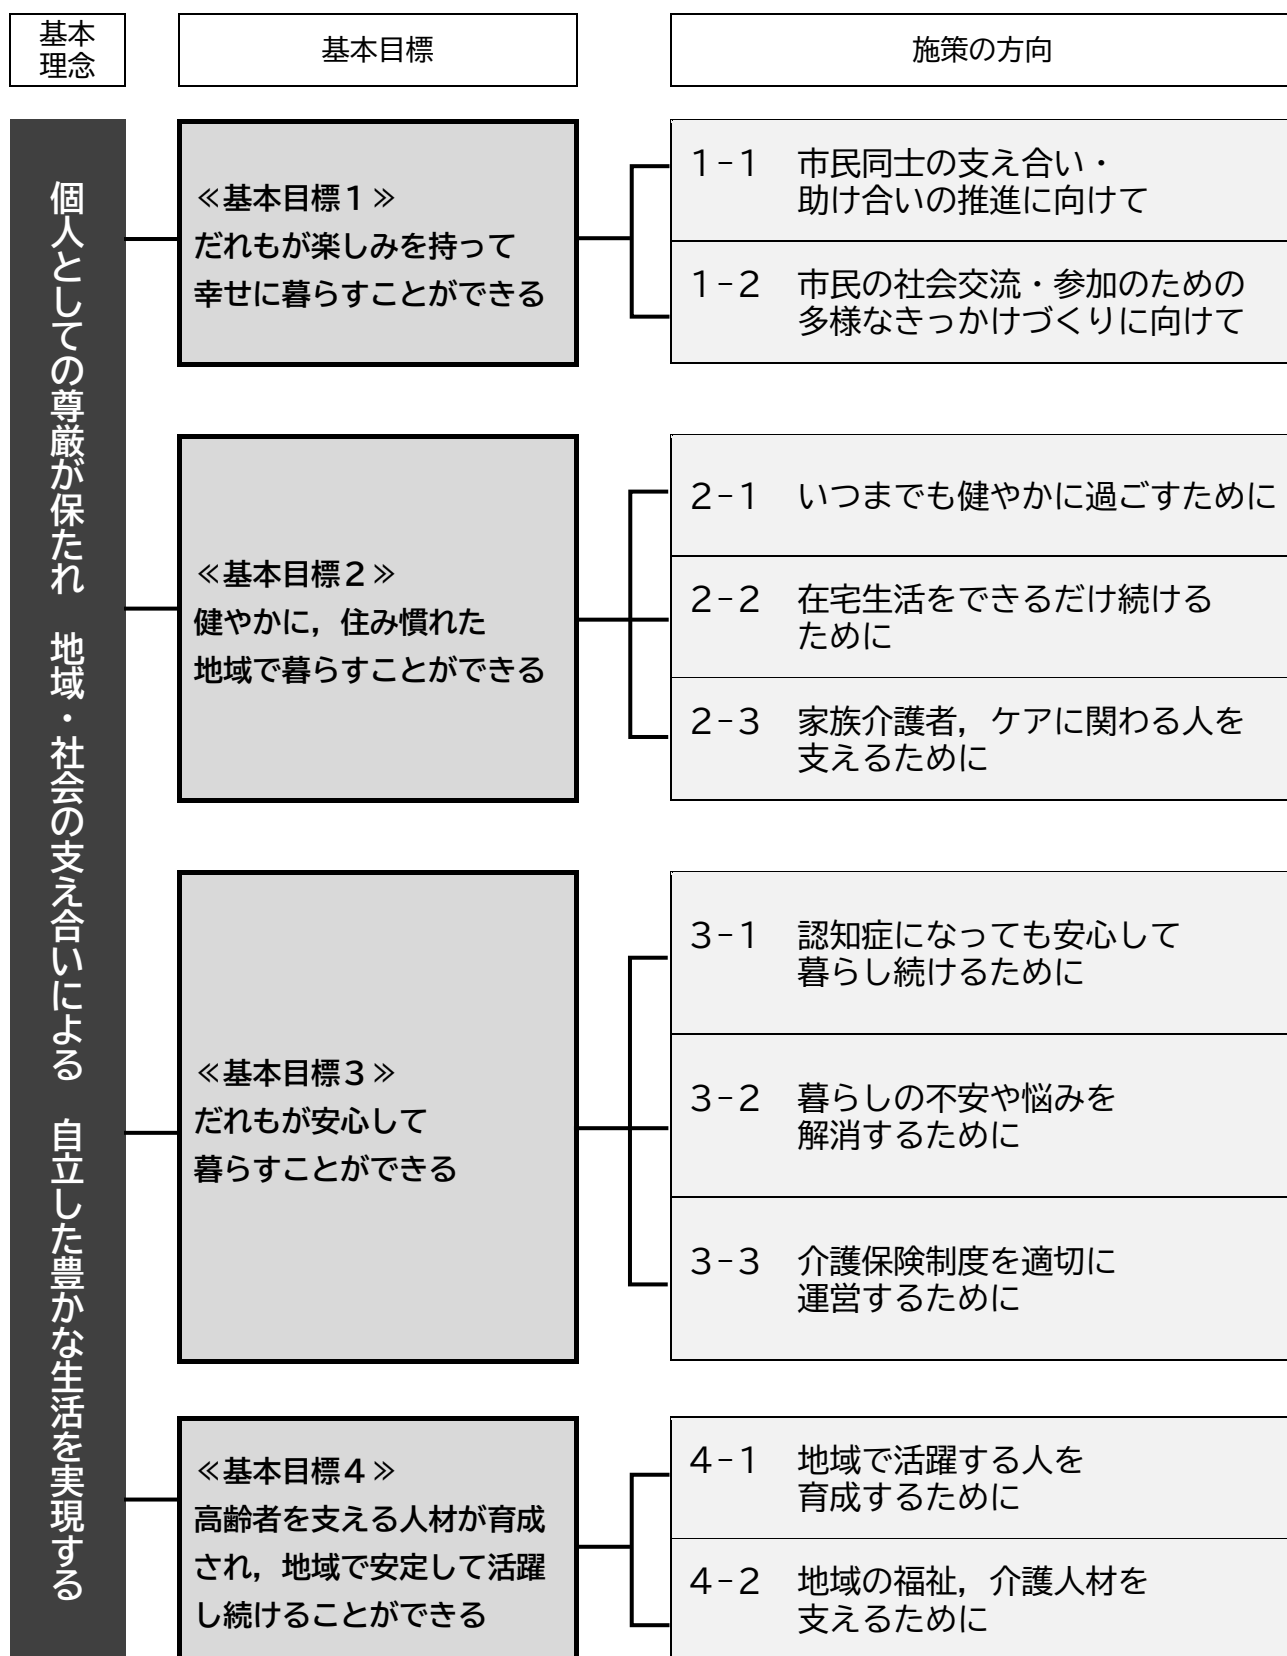 基本
理念
基本目標
施策の方向
個人としての尊厳が保たれ　地域・社会の支え合いによる　自立した豊かな生活を実現する
≪基本目標１≫
だれもが楽しみを持って
幸せに暮らすことができる
１−１　市民同士の支え合い・
助け合いの推進に向けて
１−２　市民の社会交流・参加のための
多様なきっかけづくりに向けて
≪基本目標２≫
健やかに，住み慣れた
地域で暮らすことができる
２−１　いつまでも健やかに過ごすために
２−２　在宅生活をできるだけ続ける
ために
２−３　家族介護者，ケアに関わる人を
支えるために
≪基本目標３≫
だれもが安心して
暮らすことができる
３−１　認知症になっても安心して
暮らし続けるために
３−２　暮らしの不安や悩みを
解消するために
３−３　介護保険制度を適切に
運営するために
≪基本目標４≫
高齢者を支える人材が育成
され，地域で安定して活躍
し続けることができる
４−１　地域で活躍する人を
育成するために
４−２　地域の福祉，介護人材を
支えるために